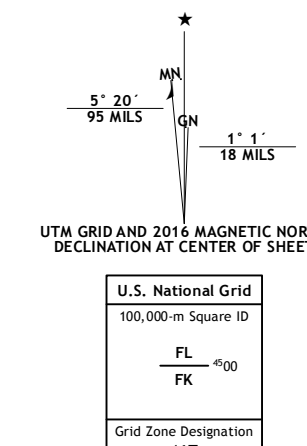 ★
MN
5° 20´
95 MILS
GN
1° 1´
18 MILS
UTM GRID AND 2016 MAGNETIC NOR
DECLINATION AT CENTER OF SHEET
U.S. National Grid
100,000-m Square ID
FL
4500
FK
Grid Zone Designation